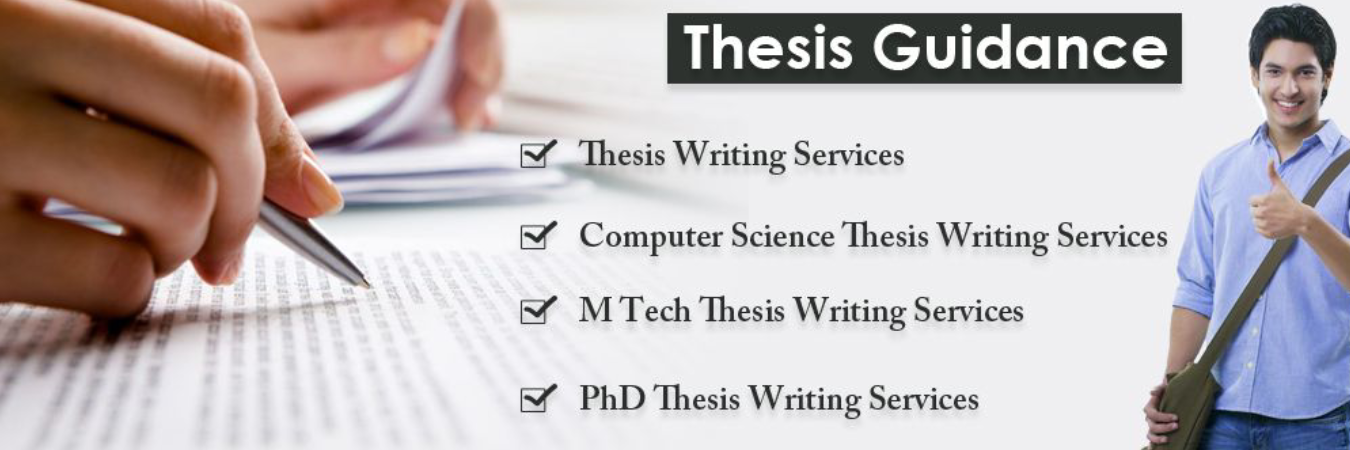 Thesis Guidance
Thesis Writing Services
Computer Science Thesis Writing Services
M Tech Thesis Writing Services
PhD Thesis Writing Services